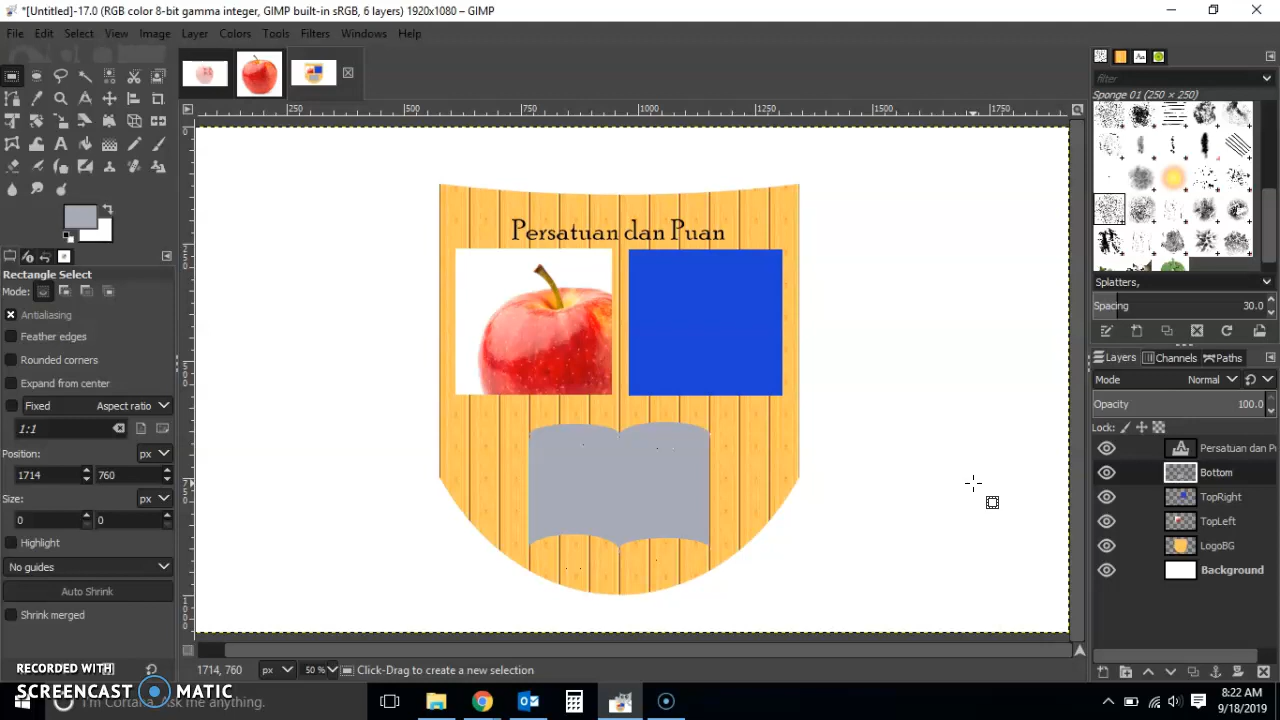 *[Untitled]-17.0 (RGB color 8-bit gamma integer, GIMP built-in sRGB, 6 layers) 1920x1080 – GIMP
File Edit Select View Image Layer Colors Tools Filters Windows Help
filter
Sponge 01 (250 × 250)
250 500 750 1000 1250 1500 1750
0
250
500
750
1000
Persatuan dan Puan
Rectangle Select
Mode:
Antialiasing
Feather edges
Rounded corners
Expand from center
Fixed Aspect ratio
1:1
Position: px
1714 760
Size: px
0 0
Highlight
No guides
Auto Shrink
Shrink merged
Splatters,
Spacing 30.0
Layers Channels Paths
Mode Normal
Opacity 100.0
Lock:
Persatuan dan P
Bottom
TopRight
TopLeft
LogoBG
Background
1714, 760 px 50 % Click-Drag to create a new selection
RECORDED WITH
SCREENCAST MATIC
I'm Cortana. Ask me anything.
8:22 AM
9/18/2019